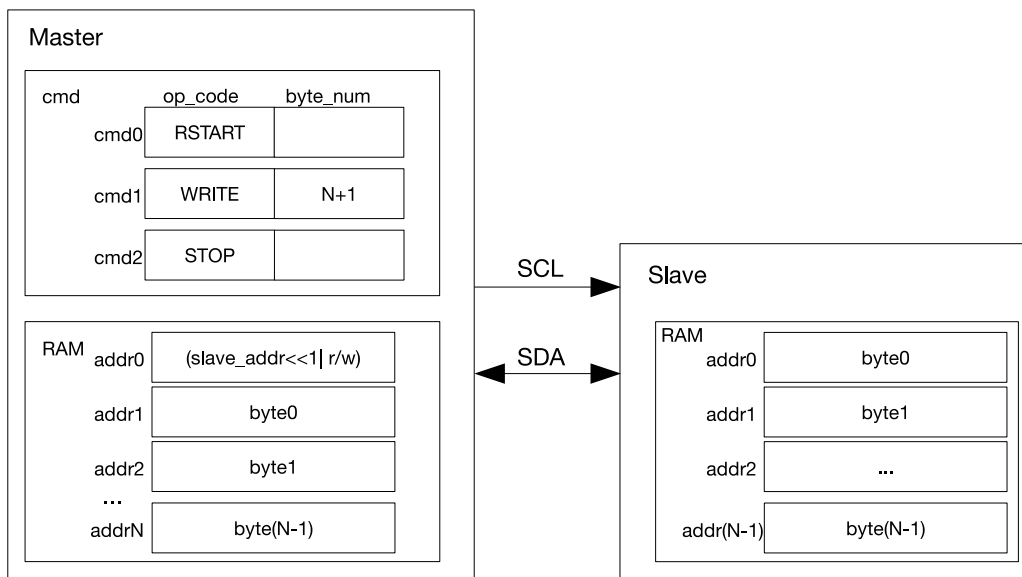 Master
cmd op_code byte_num
cmd0 RSTART
cmd1 WRITE N+1
cmd2 STOP
RAM
addr0 (slave_addr<<1| r/w)
addr1 byte0
addr2 byte1
...
addrN byte(N-1)
SCL
SDA
Slave
RAM
addr0 byte0
addr1 byte1
addr2 ...
addr(N-1) byte(N-1)